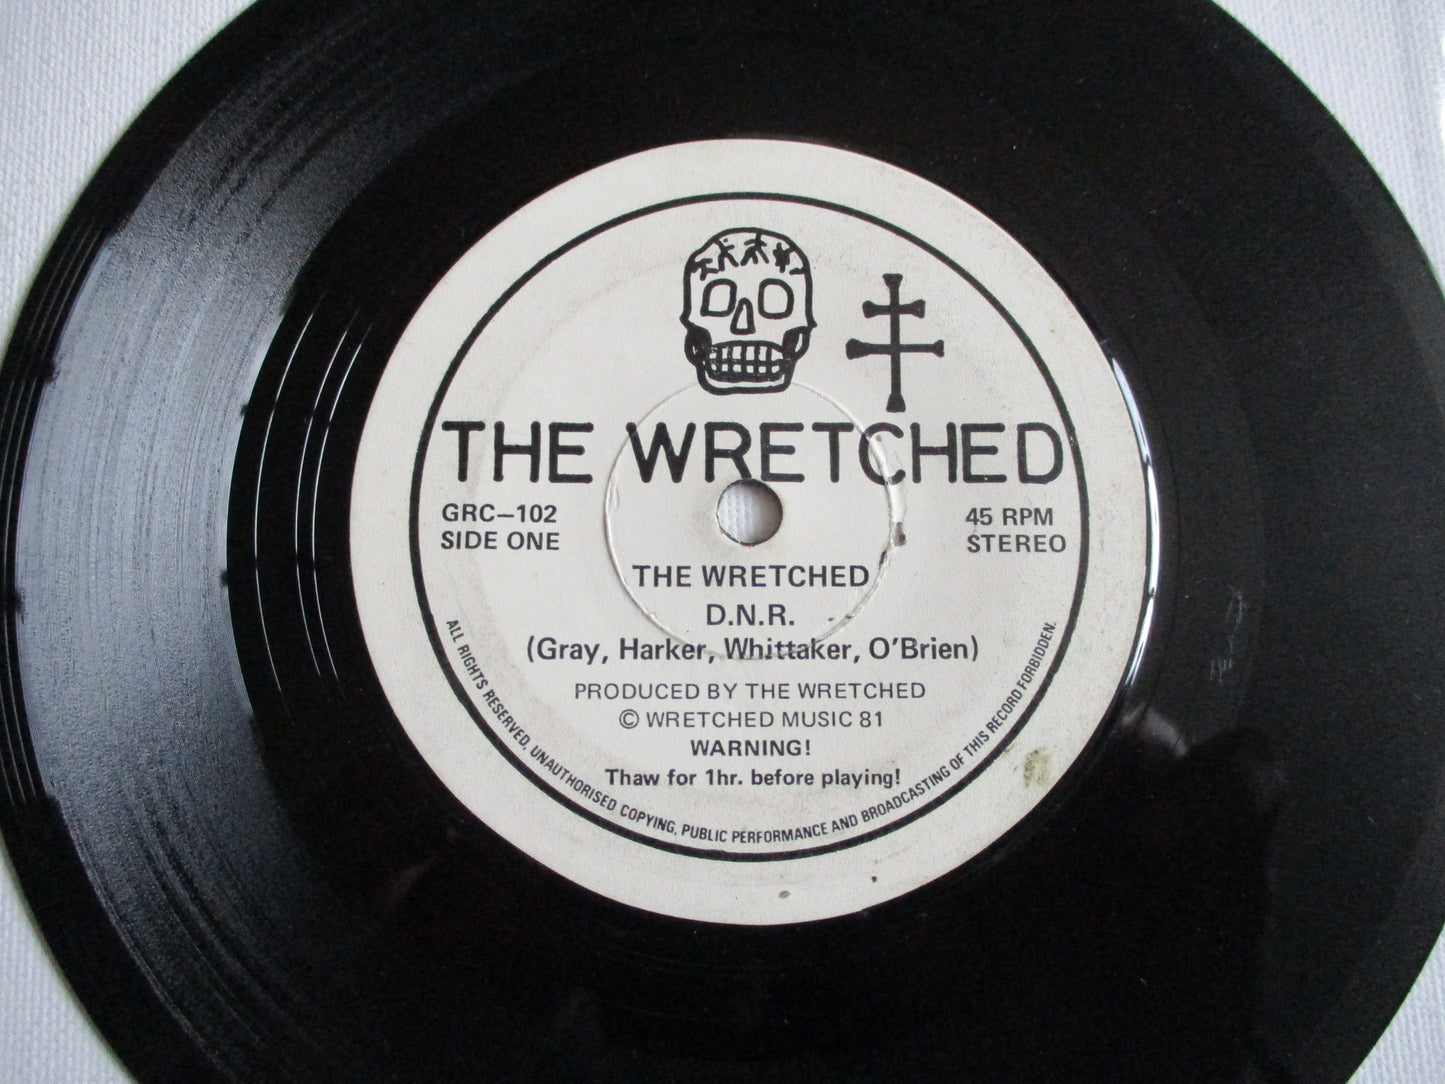 THE WRETCHED
GRC–102
SIDE ONE
45 RPM
STEREO
THE WRETCHED
D.N.R.
(Gray, Harker, Whittaker, O'Brien)
PRODUCED BY THE WRETCHED
© WRETCHED MUSIC 81
WARNING!
Thaw for 1hr. before playing!
ALL RIGHTS RESERVED. UNAUTHORISED COPYING, PUBLIC PERFORMANCE AND BROADCASTING OF THIS RECORD FORBIDDEN.